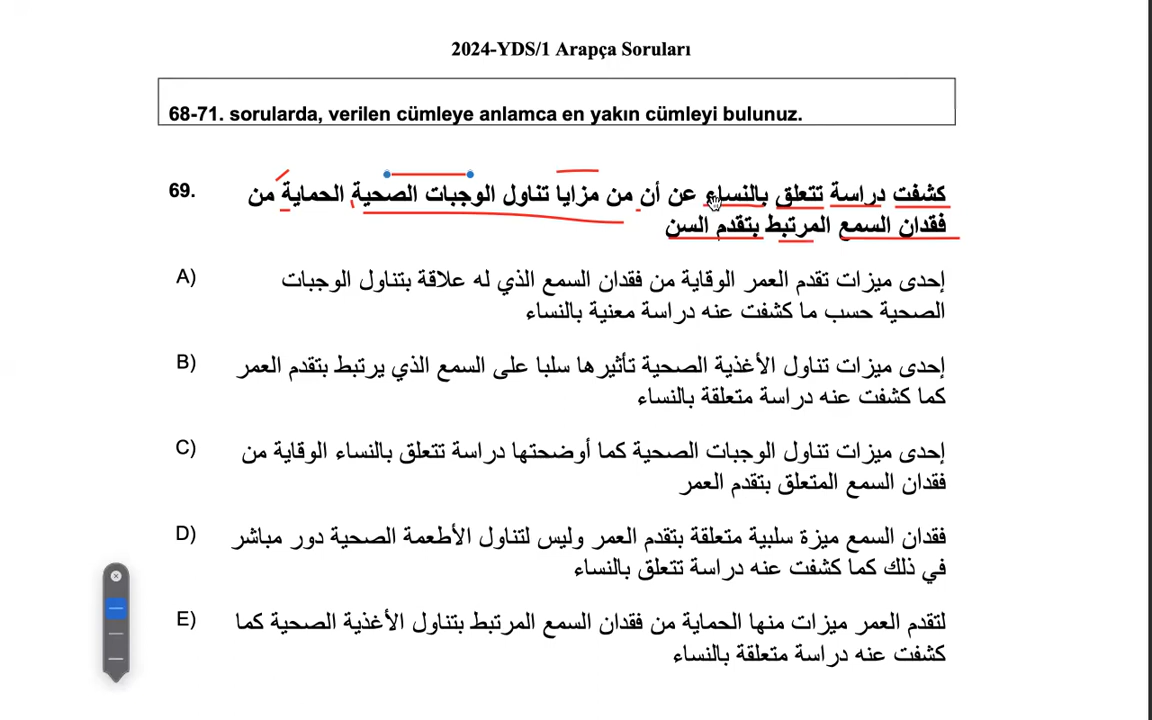 2024-YDS/1 Arapça Soruları
68-71. sorularda, verilen cümleye anlamca en yakın cümleyi bulunuz.
69. كشفت دراسة تتعلق بالنساء عن أن من مزايا تناول الوجبات الصحية الحماية من
فقدان السمع المرتبط بتقدم السن
A) إحدى ميزات تقدم العمر الوقاية من فقدان السمع الذي له علاقة بتناول الوجبات
الصحية حسب ما كشفت عنه دراسة معنية بالنساء
B) إحدى ميزات تناول الأغذية الصحية تأثيرها سلبا على السمع الذي يرتبط بتقدم العمر
كما كشفت عنه دراسة متعلقة بالنساء
C) إحدى ميزات تناول الوجبات الصحية كما أوضحتها دراسة تتعلق بالنساء الوقاية من
فقدان السمع المتعلق بتقدم العمر
D) فقدان السمع ميزة سلبية متعلقة بتقدم العمر وليس لتناول الأطعمة الصحية دور مباشر
في ذلك كما كشفت عنه دراسة تتعلق بالنساء
E) لتقدم العمر ميزات منها الحماية من فقدان السمع المرتبط بتناول الأغذية الصحية كما
كشفت عنه دراسة متعلقة بالنساء